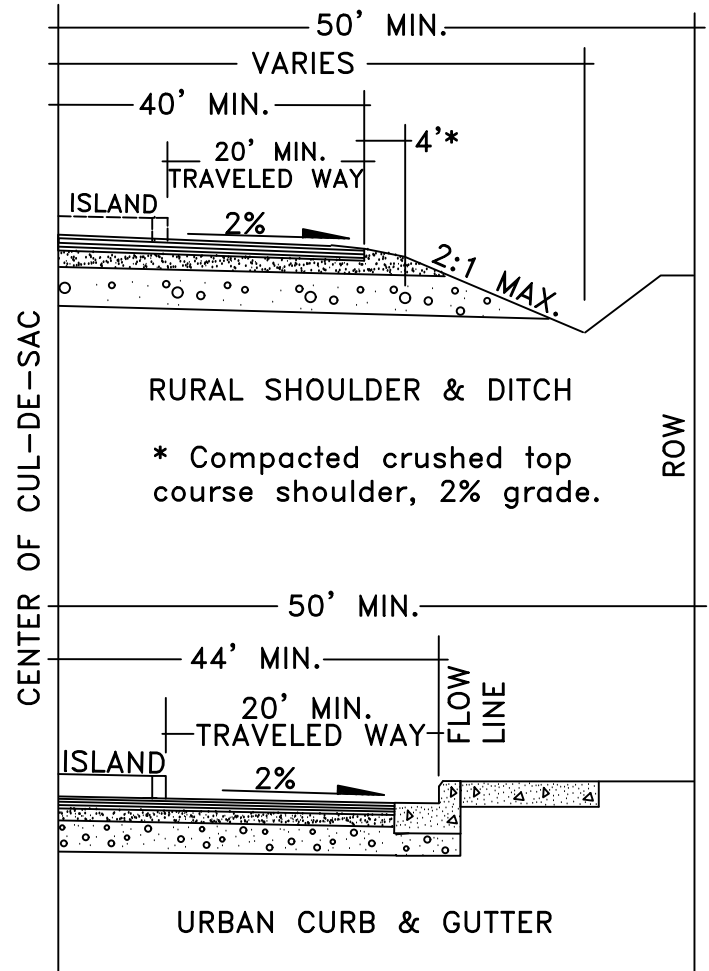 50' MIN.
VARIES
40' MIN.
4'*
20' MIN.
TRAVELED WAY
ISLAND
2%
2:1 MAX.
RURAL SHOULDER & DITCH
* Compacted crushed top
course shoulder, 2% grade.
CENTER OF CUL-DE-SAC
ROW
50' MIN.
44' MIN.
20' MIN.
TRAVELED WAY
FLOW
LINE
ISLAND
2%
URBAN CURB & GUTTER